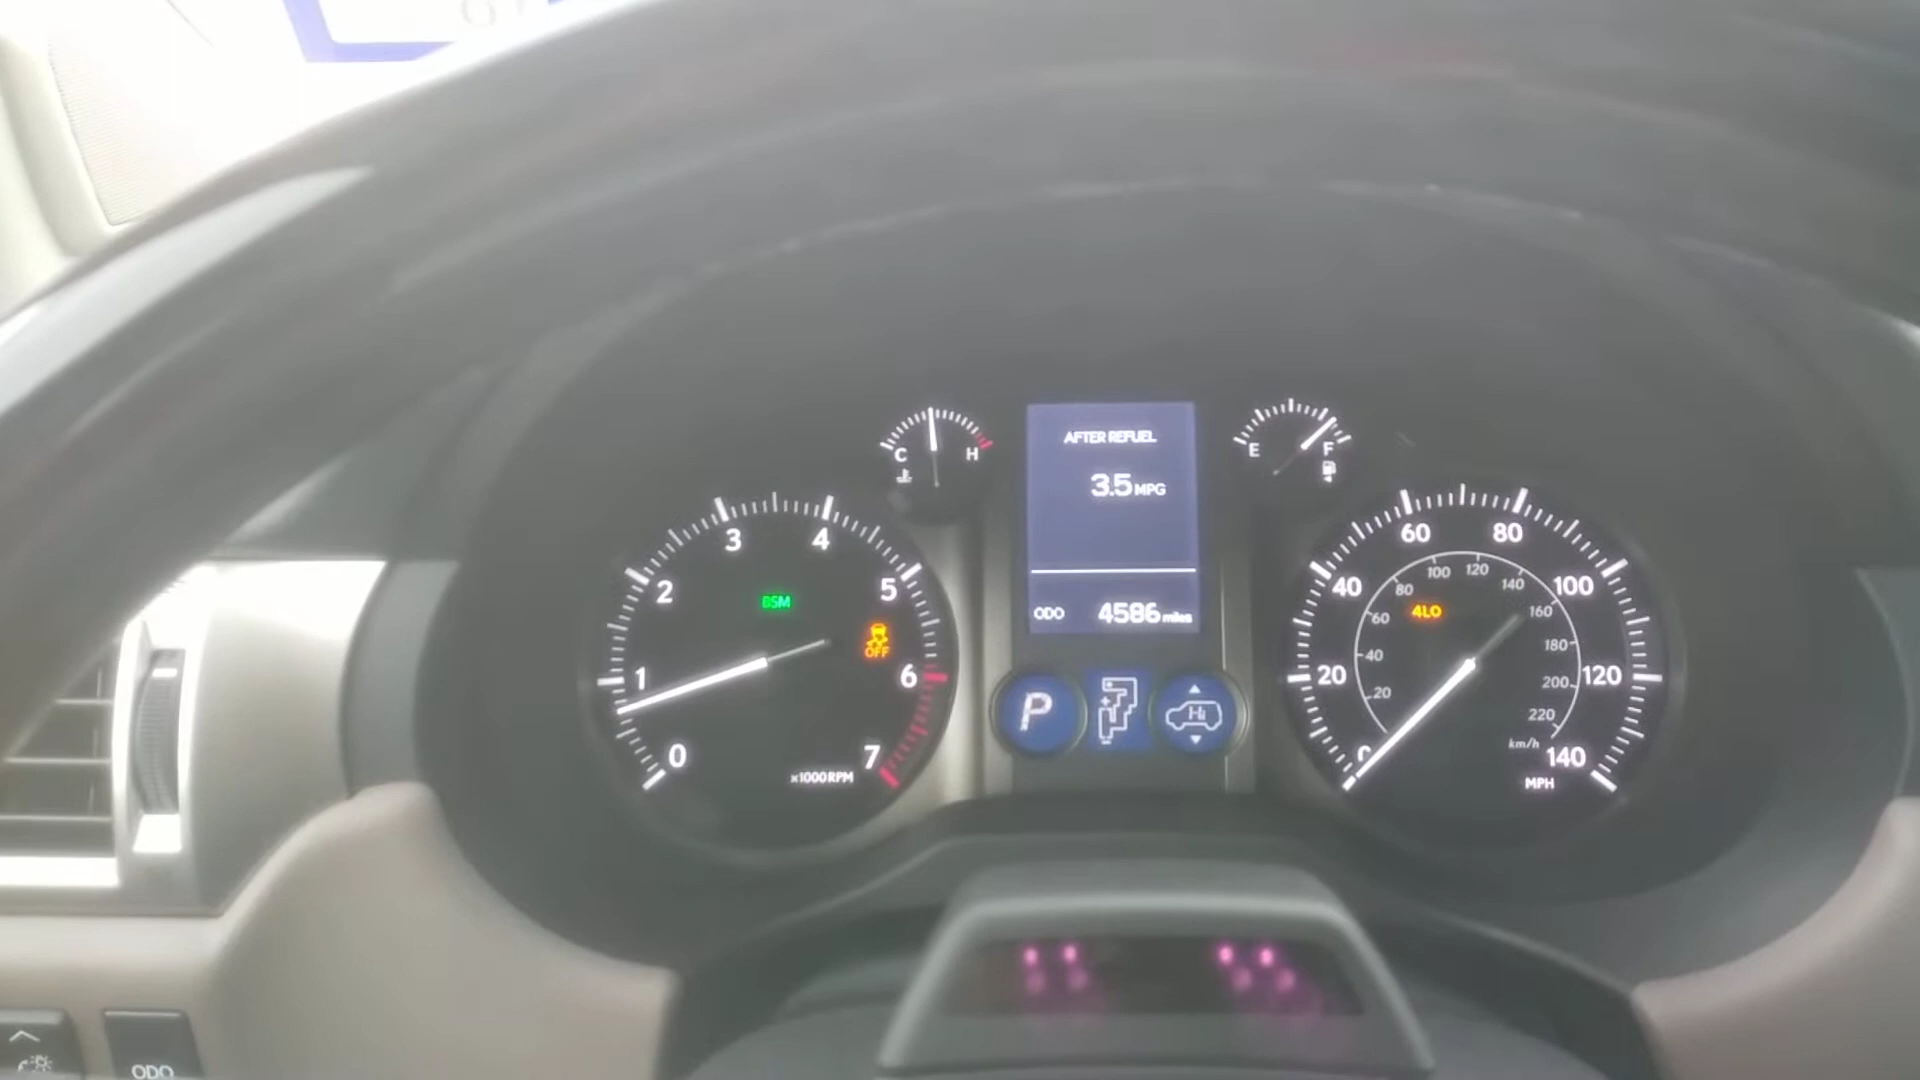 C
H
AFTER REFUEL
3.5 MPG
ODO 4586 miles
E
F
0
1
2
3
4
5
6
7
x1000RPM
BSM
OFF
P
+
-
Hi
0
20
40
60
80
100
120
140
MPH
20
40
60
80
100
120
140
160
180
200
220
km/h
4LO
ODO